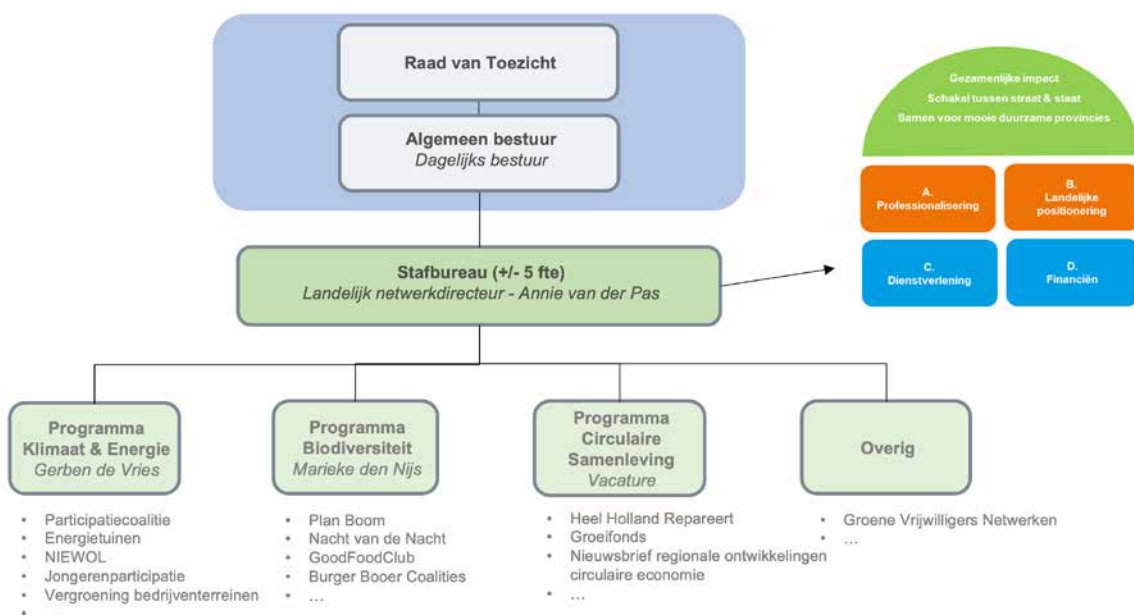 Raad van Toezicht
Algemeen bestuur
Dagelijks bestuur
Stafbureau (+/- 5 fte)
Landelijk netwerkdirecteur - Annie van der Pas
Gezamenlijke impact
Schakel tussen straat & staat
Samen voor mooie duurzame provincies
A.
Professionalisering
B.
Landelijke
positionering
C.
Dienstverlening
D.
Financiën
Programma
Klimaat & Energie
Gerben de Vries
• Participatiecoalitie
• Energietuinen
• NIEWOL
• Jongerenparticipatie
• Vergroening bedrijventerreinen
• ...
Programma
Biodiversiteit
Marieke den Nijs
• Plan Boom
• Nacht van de Nacht
• GoodFoodClub
• Burger Booer Coalities
• ...
Programma
Circulaire
Samenleving
Vacature
• Heel Holland Repareert
• Groeifonds
• Nieuwsbrief regionale ontwikkelingen
circulaire economie
• ...
Overig
• Groene Vrijwilligers Netwerken
• ...